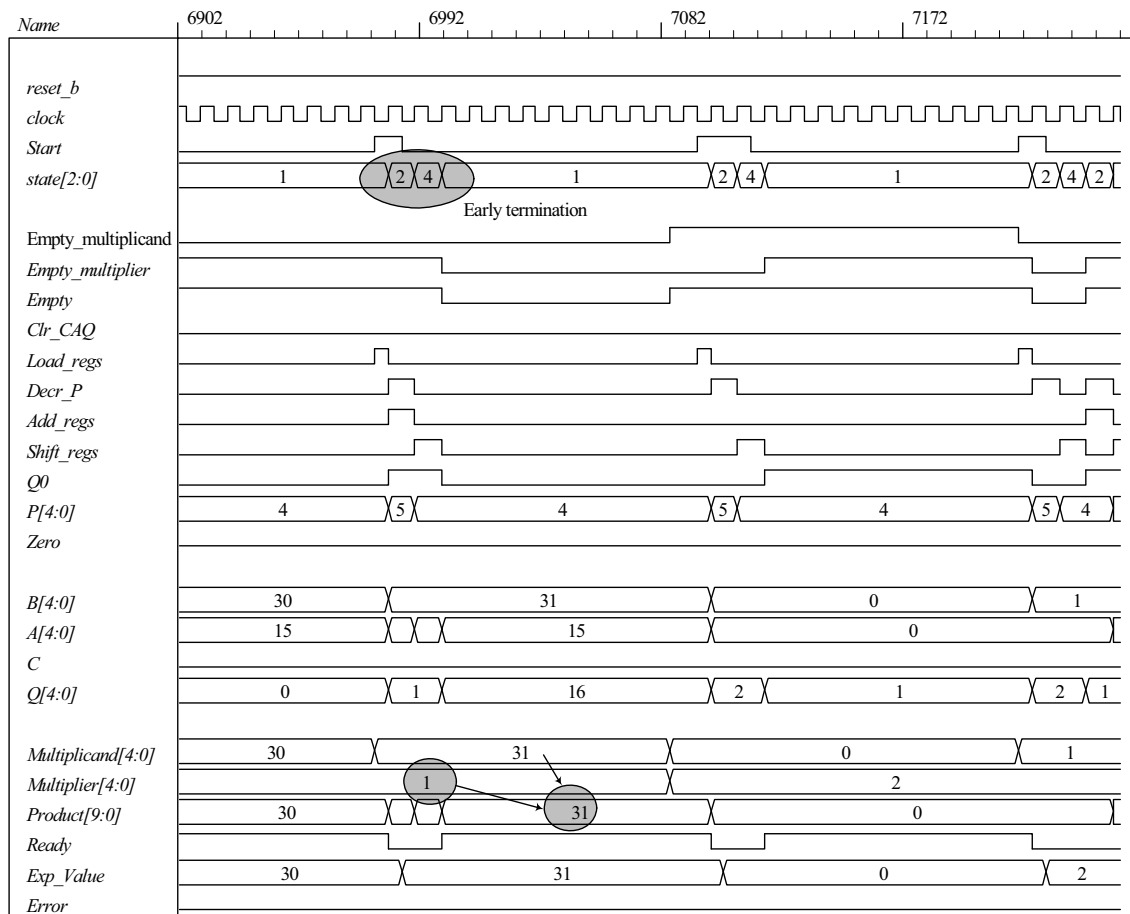 Name 6902 6992 7082 7172
reset_b
clock
Start
state[2:0] 1 2 4 1 2 4 1 2 4 2
Early termination
Empty_multiplicand
Empty_multiplier
Empty
Clr_CAQ
Load_regs
Decr_P
Add_regs
Shift_regs
Q0
P[4:0] 4 5 4 5 4 5 4
Zero
B[4:0] 30 31 0 1
A[4:0] 15 15 0
C
Q[4:0] 0 1 16 2 1 2 1
Multiplicand[4:0] 30 31 0 1
Multiplier[4:0] 1 2
Product[9:0] 30 31 0
Ready
Exp_Value 30 31 0 2
Error